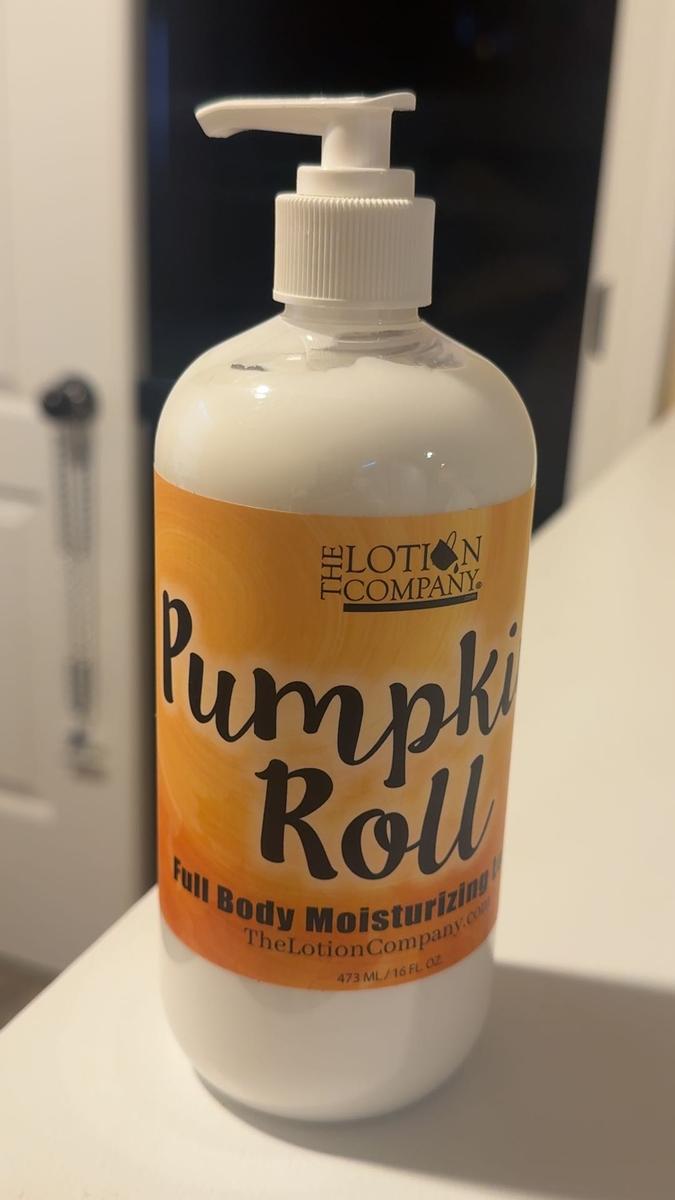 THE LOTION
COMPANY®
Pumpki
Roll
Full Body Moisturizing
TheLotionCompany.com
473 ML / 16 FL. OZ.